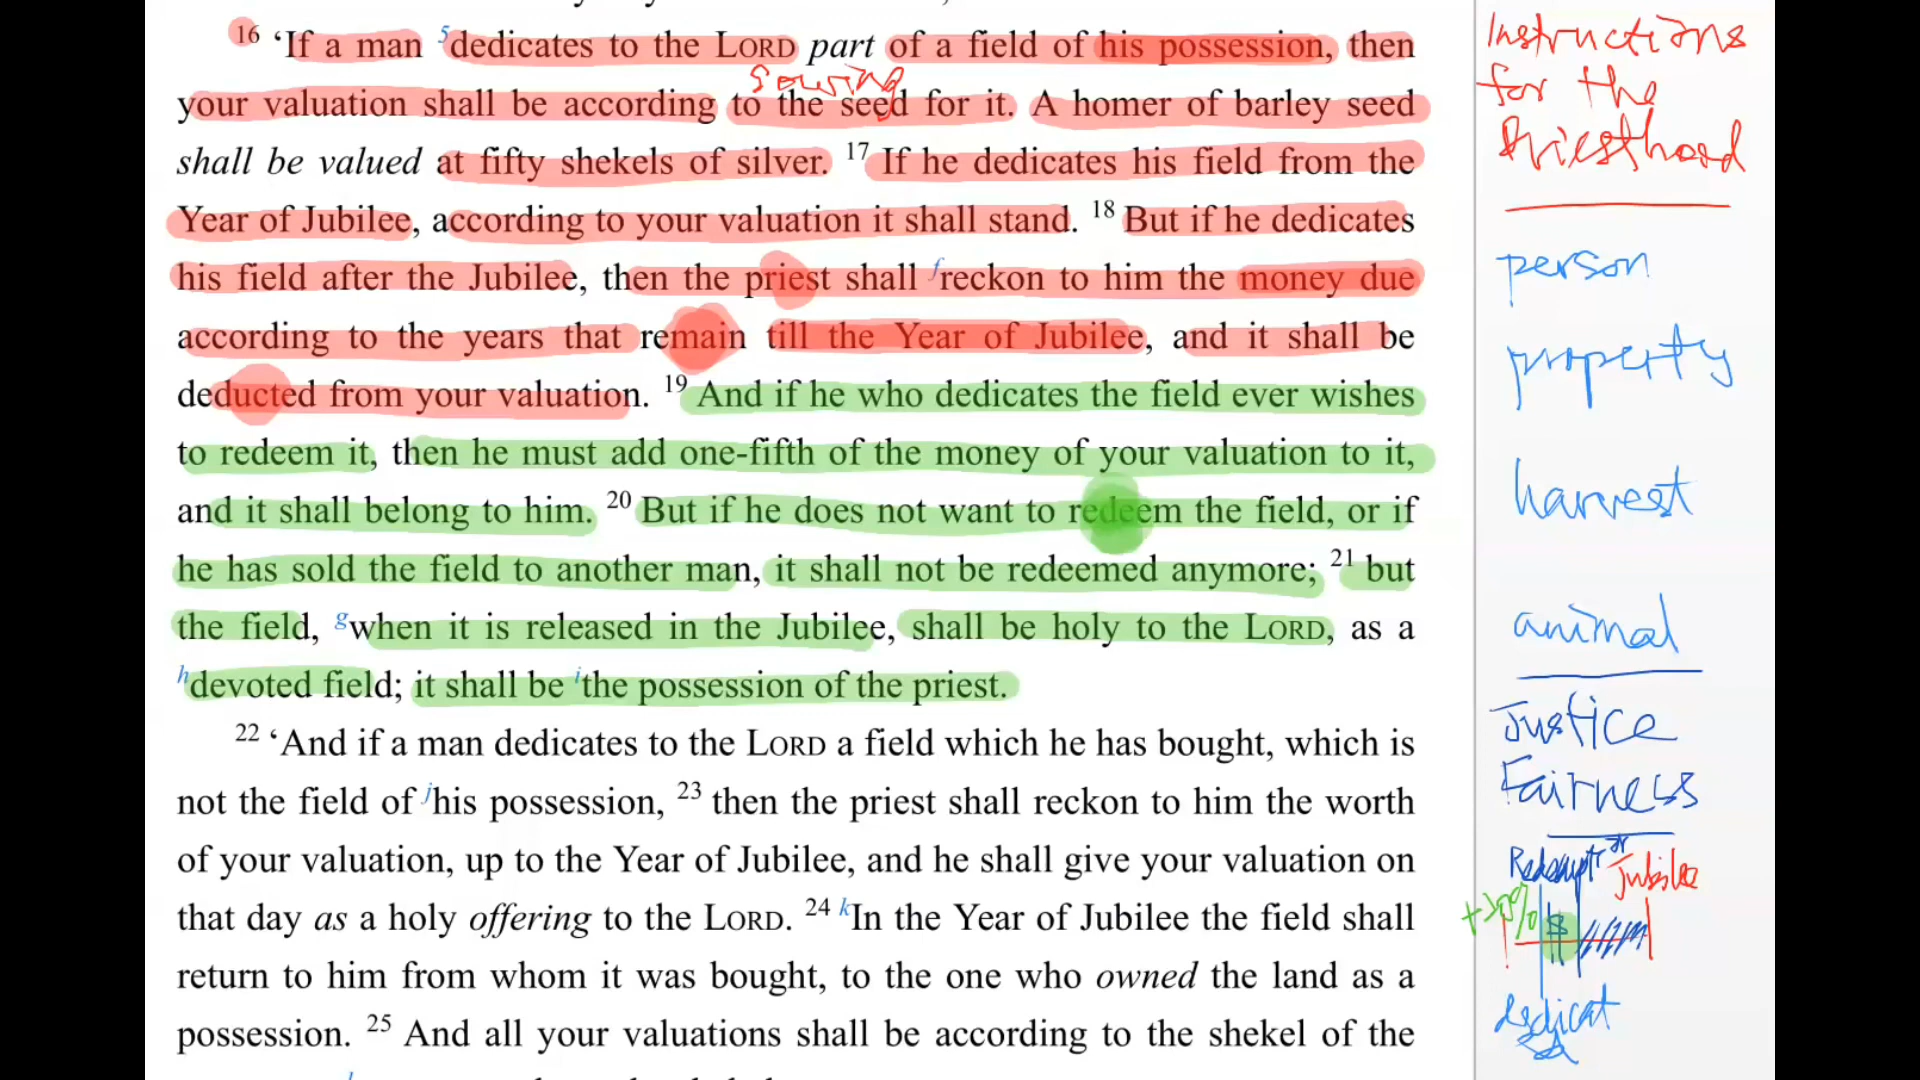 16 ‘If a man 5dedicates to the LORD part of a field of his possession, then
sowing
your valuation shall be according to the seed for it. A homer of barley seed
shall be valued at fifty shekels of silver. 17 If he dedicates his field from the
Year of Jubilee, according to your valuation it shall stand. 18 But if he dedicates
his field after the Jubilee, then the priest shall freckon to him the money due
according to the years that remain till the Year of Jubilee, and it shall be
deducted from your valuation. 19 And if he who dedicates the field ever wishes
to redeem it, then he must add one-fifth of the money of your valuation to it,
and it shall belong to him. 20 But if he does not want to redeem the field, or if
he has sold the field to another man, it shall not be redeemed anymore; 21 but
the field, gwhen it is released in the Jubilee, shall be holy to the LORD, as a
hdevoted field; it shall be ithe possession of the priest.
22 ‘And if a man dedicates to the LORD a field which he has bought, which is
not the field of jhis possession, 23 then the priest shall reckon to him the worth
of your valuation, up to the Year of Jubilee, and he shall give your valuation on
that day as a holy offering to the LORD. 24 kIn the Year of Jubilee the field shall
return to him from whom it was bought, to the one who owned the land as a
possession. 25 And all your valuations shall be according to the shekel of the
Instructions
for the
Priesthood
person
property
harvest
animal
Justice
Fairness
Jubilee
+20%
$